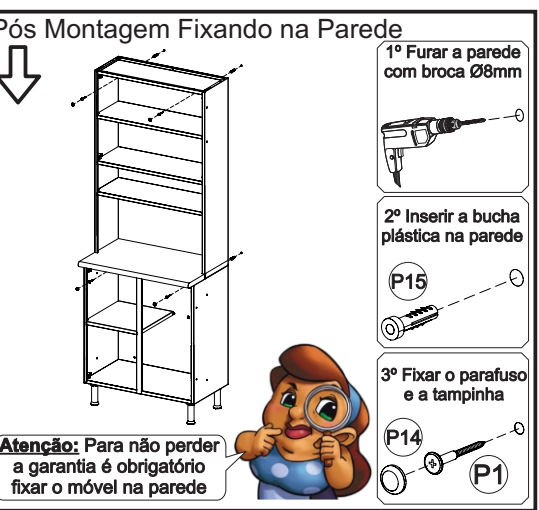 Pós Montagem Fixando na Parede
1º Furar a parede
com broca Ø8mm
2º Inserir a bucha
plástica na parede
P15
3º Fixar o parafuso
e a tampinha
P14
P1
Atenção: Para não perder
a garantia é obrigatório
fixar o móvel na parede